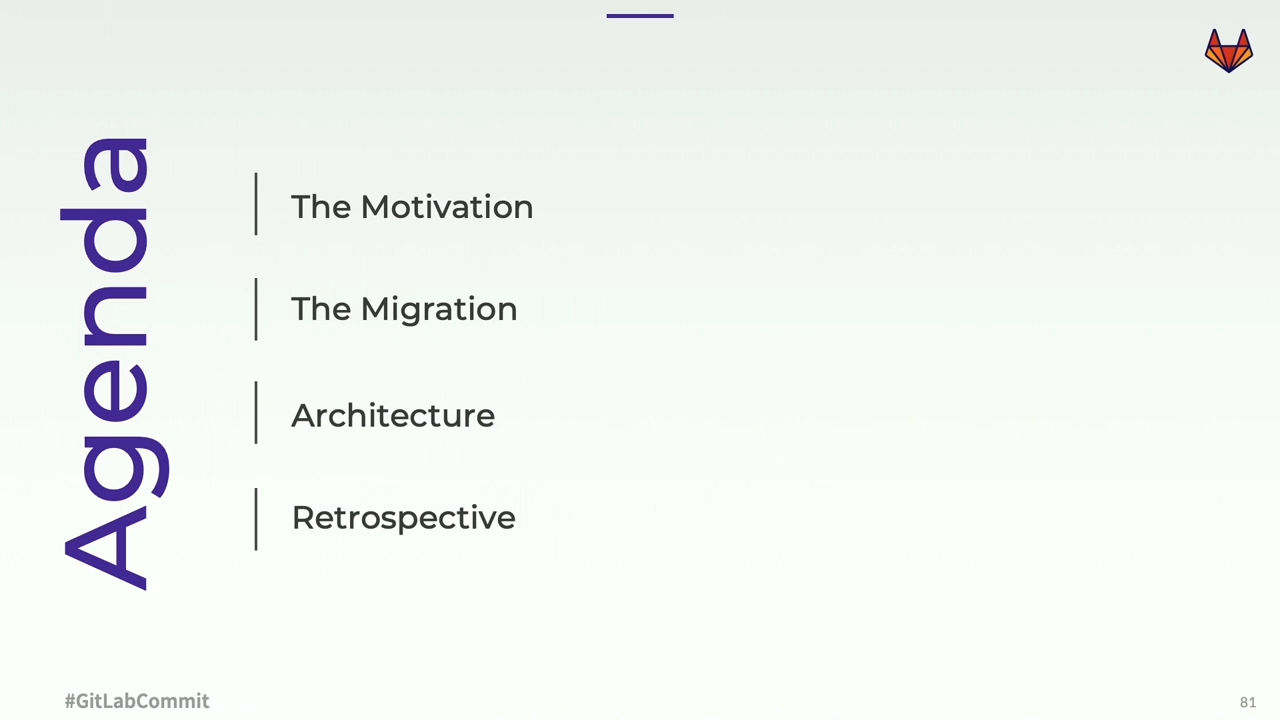 Agenda
The Motivation
The Migration
Architecture
Retrospective
#GitLabCommit
81